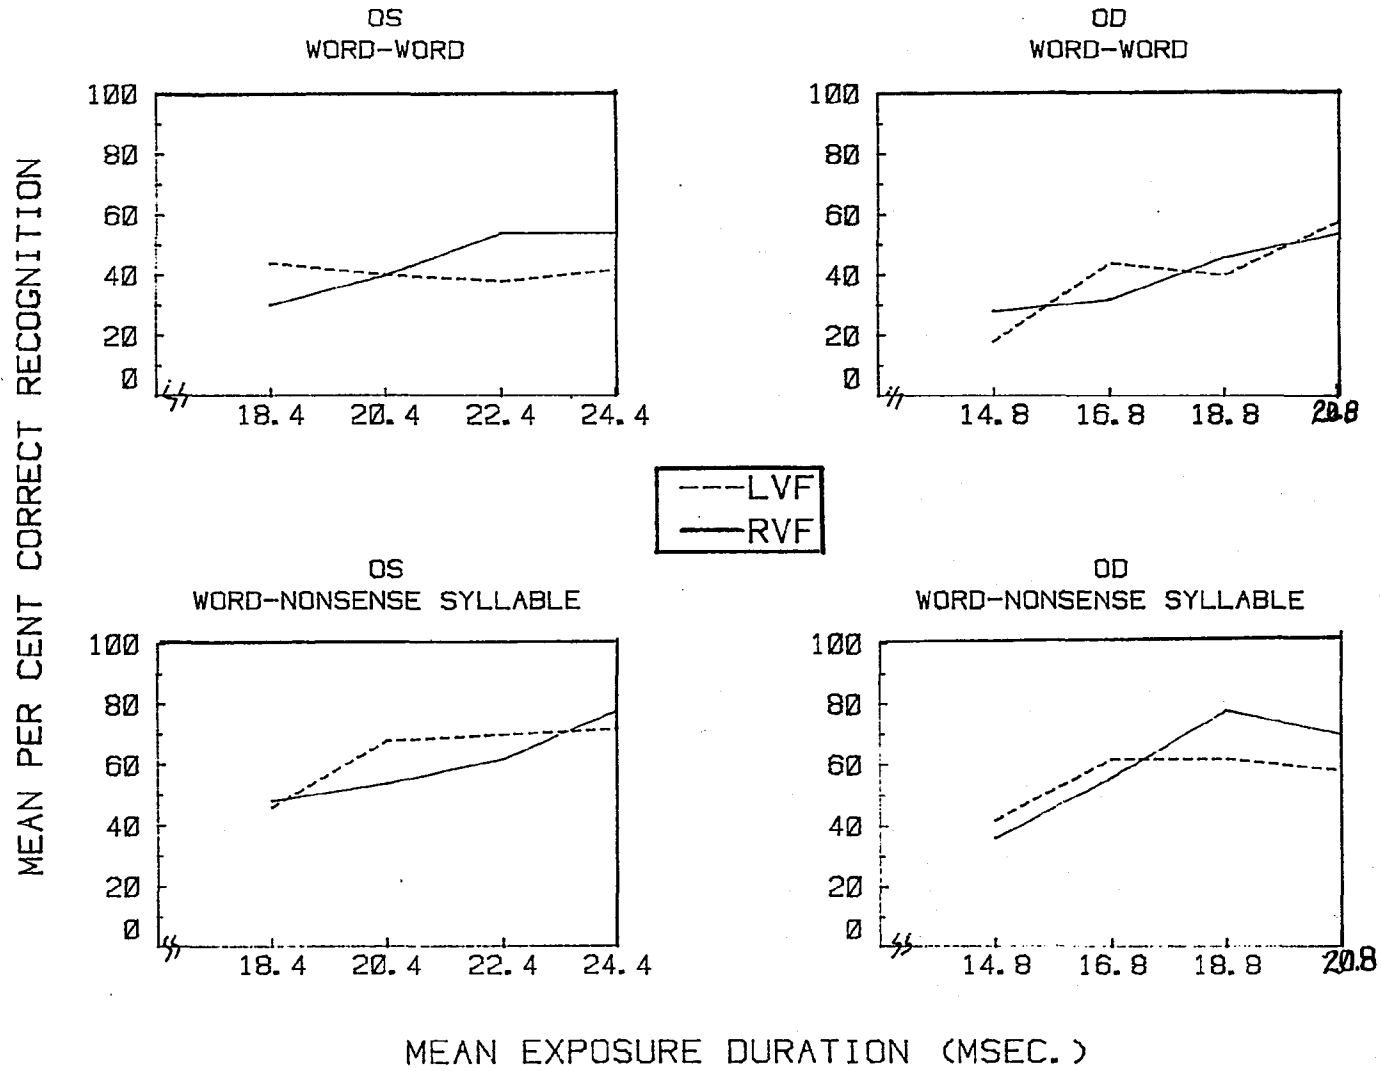 OS
WORD-WORD
100
80
60
40
20
0
18.4 20.4 22.4 24.4
OD
WORD-WORD
100
80
60
40
20
0
14.8 16.8 18.8 20.8
MEAN PER CENT CORRECT RECOGNITION
LVF
RVF
OS
WORD-NONSENSE SYLLABLE
100
80
60
40
20
0
18.4 20.4 22.4 24.4
OD
WORD-NONSENSE SYLLABLE
100
80
60
40
20
0
14.8 16.8 18.8 20.8
MEAN EXPOSURE DURATION (MSEC.)